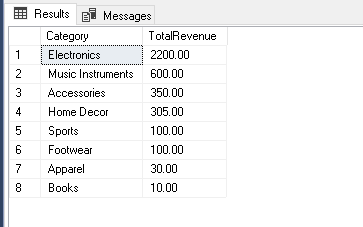 Results Messages
Category TotalRevenue
1 Electronics 2200.00
2 Music Instruments 600.00
3 Accessories 350.00
4 Home Decor 305.00
5 Sports 100.00
6 Footwear 100.00
7 Apparel 30.00
8 Books 10.00